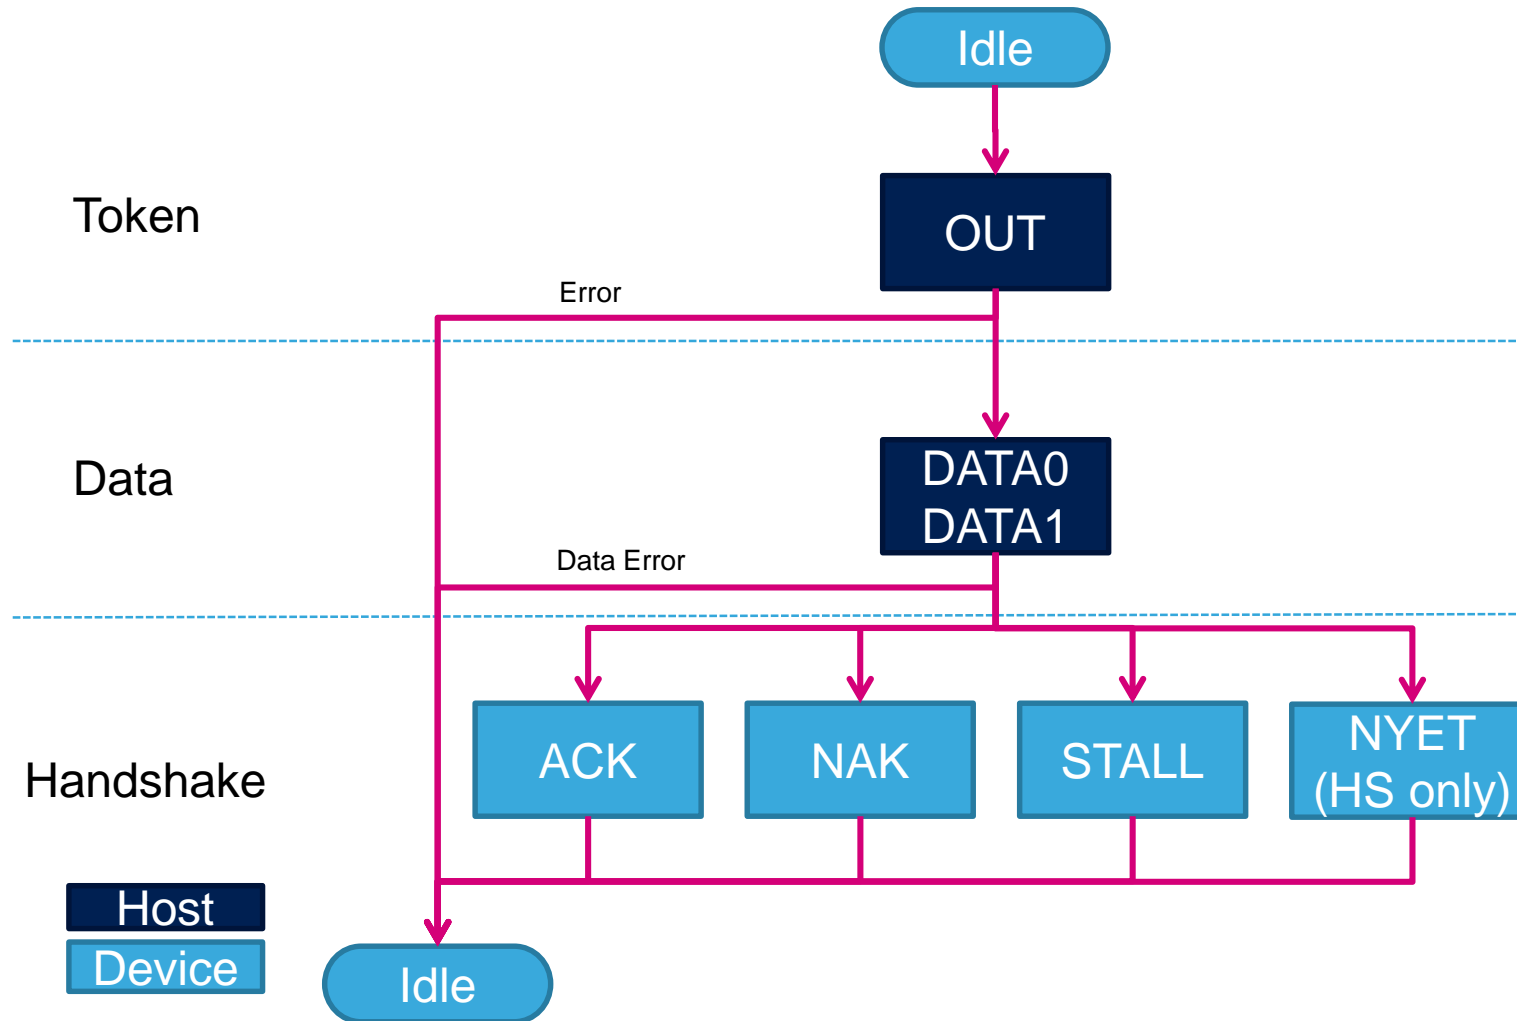 Idle
Token
OUT
Error
Data
DATA0
DATA1
Data Error
Handshake
ACK
NAK
STALL
NYET
(HS only)
Host
Device
Idle